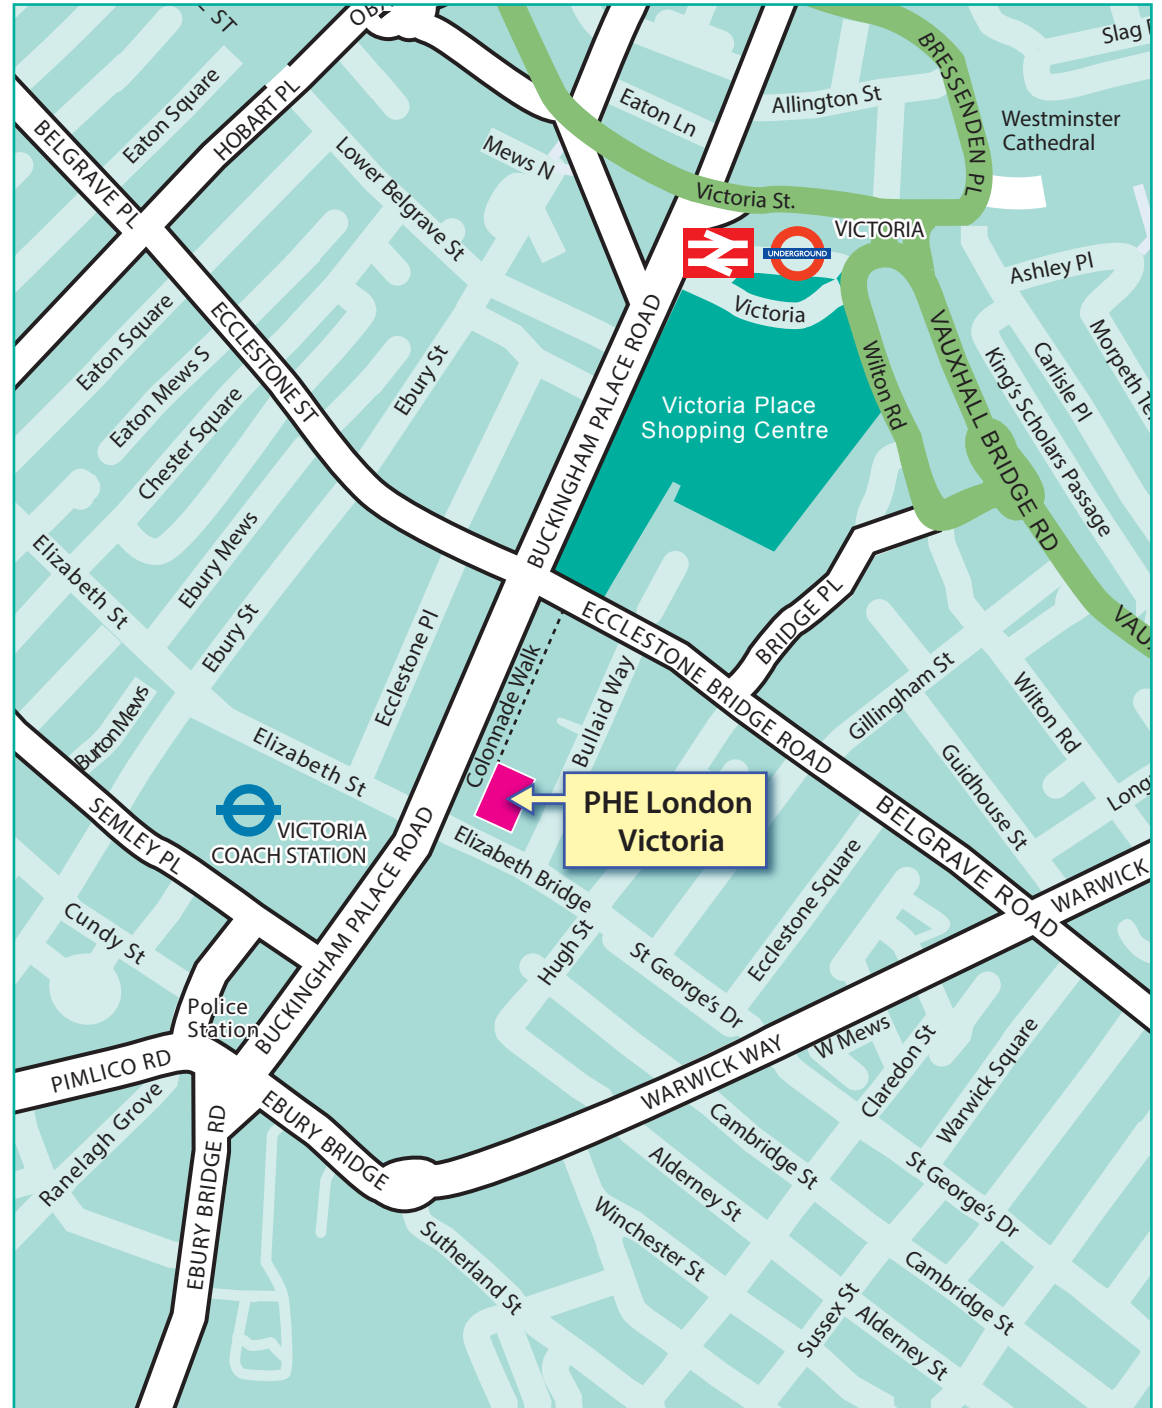 ST
OBA
Slag
BRESSENDEN PL
Eaton Square
HOBART PL
Eaton Ln
Allington St
Westminster
Cathedral
BELGRAVE PL
Lower Belgrave St
Mews N
Victoria St.
VICTORIA
UNDERGROUND
Ashley Pl
Victoria
Eaton Square
ECCLESTONE ST
BUCKINGHAM PALACE ROAD
Wilton Rd
VAUXHALL BRIDGE RD
King's Scholars Passage
Carlisle Pl
Morpeth Te
Eaton Mews S
Ebury St
Chester Square
Victoria Place
Shopping Centre
Elizabeth St
Ebury Mews
Ebury St
Ecclestone Pl
ECCLESTONE BRIDGE ROAD
BRIDGE PL
VAU
Colonnade Walk
Bullaid Way
Gillingham St
Wilton Rd
Burton Mews
Elizabeth St
Guidhouse St
Long
SEMLEY PL
VICTORIA
COACH STATION
BUCKINGHAM PALACE ROAD
PHE London
Victoria
BELGRAVE ROAD
WARWICK
Elizabeth Bridge
Ecclestone Square
Cundy St
Hugh St
St George's Dr
Police
Station
PIMLICO RD
WARWICK WAY
W Mews
Claredon St
Warwick Square
Ranelagh Grove
EBURY BRIDGE RD
EBURY BRIDGE
Cambridge St
Alderney St
St George's Dr
Winchester St
Sutherland St
Cambridge St
Sussex St
Alderney St